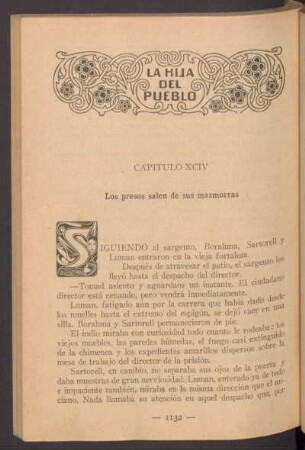 LA HIJA
DEL
PUEBLO
CAPITULO XCIV
Los presos salen de sus mazmorras
SIGUIENDO al sargento, Borahma, Sartorell y
Luman entraron en la vieja fortaleza.
Después de atravesar el patio, el sargento los
llevó hasta el despacho del director.
—Tomad asiento y aguardaos un instante. El ciudadano
director está cenando, pero vendrá inmediatamente.
Luman, fatigado aún por la carrera que había dado desde
los muelles hasta el extremo del espigón, se dejó caer en una
silla. Borahma y Sartorell permanecieron de pie.
El indio miraba con curiosidad todo cuanto le rodeaba: los
viejos muebles, las paredes húmedas, el fuego casi extinguido
de la chimenea y los expedientes amarillos dispersos sobre la
mesa de trabajo del director de la prisión.
Sartorell, en cambio, no separaba sus ojos de la puerta y
daba muestras de gran nerviosidad. Luman, enterado ya de
todo e impaciente también, miraba en la misma dirección que el an-
ciano. Nada llamaba su atención en aquel despacho que, por
— 1132 —